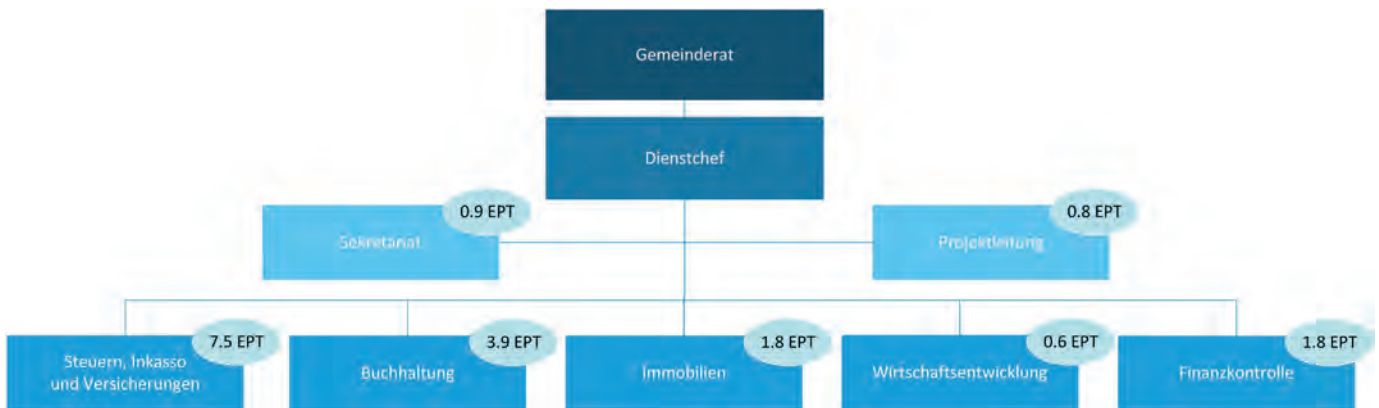 Gemeinderat
Dienstchef
0.9 EPT
Sekretariat
0.8 EPT
Projektleitung
7.5 EPT
Steuern, Inkasso
und Versicherungen
3.9 EPT
Buchhaltung
1.8 EPT
Immobilien
0.6 EPT
Wirtschaftsentwicklung
1.8 EPT
Finanzkontrolle